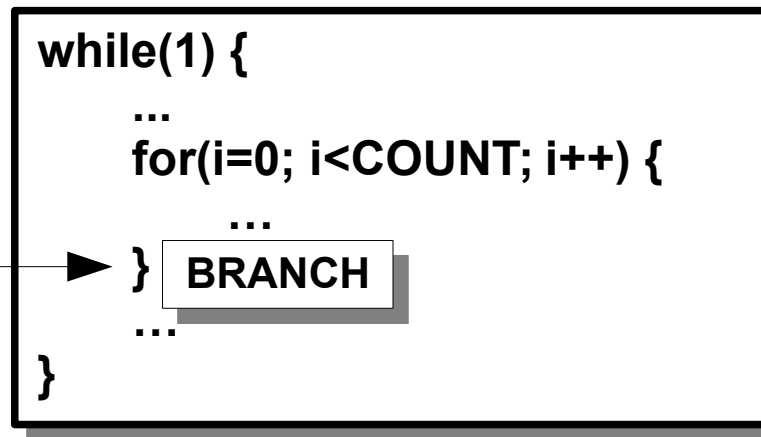 while(1) {
...
for(i=0; i<COUNT; i++) {
...
} BRANCH
...
}